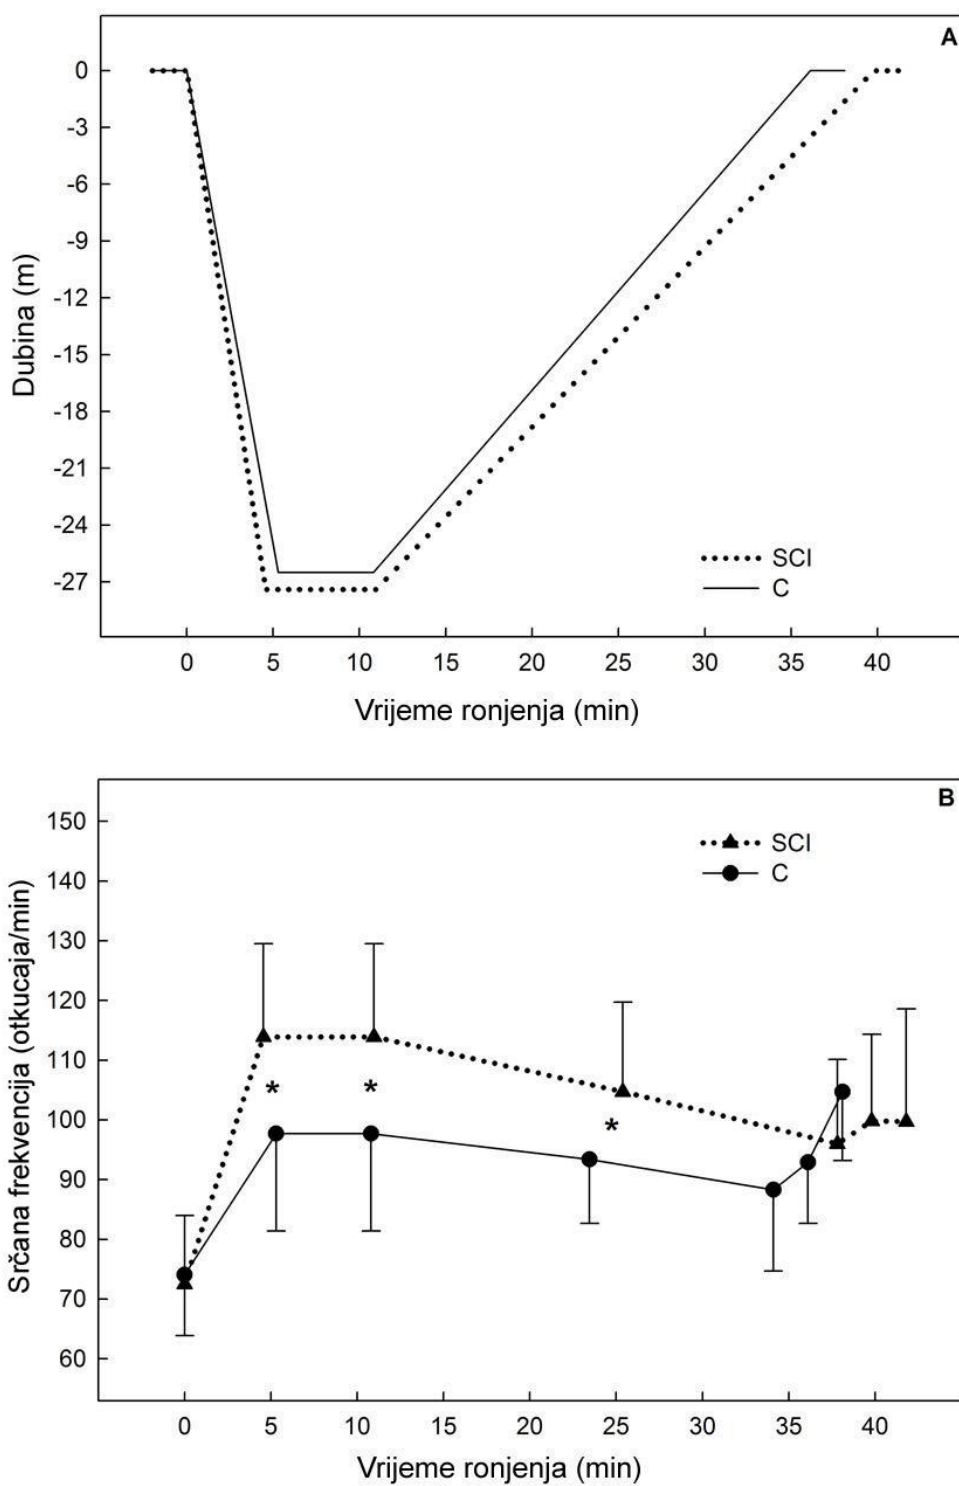 A
0
-3
-6
-9
-12
-15
-18
-21
-24
-27
Dubina (m)
SCI
C
0 5 10 15 20 25 30 35 40
Vrijeme ronjenja (min)
B
150
140
130
120
110
100
90
80
70
60
Srčana frekvencija (otkucaja/min)
SCI
C
* * *
0 5 10 15 20 25 30 35 40
Vrijeme ronjenja (min)